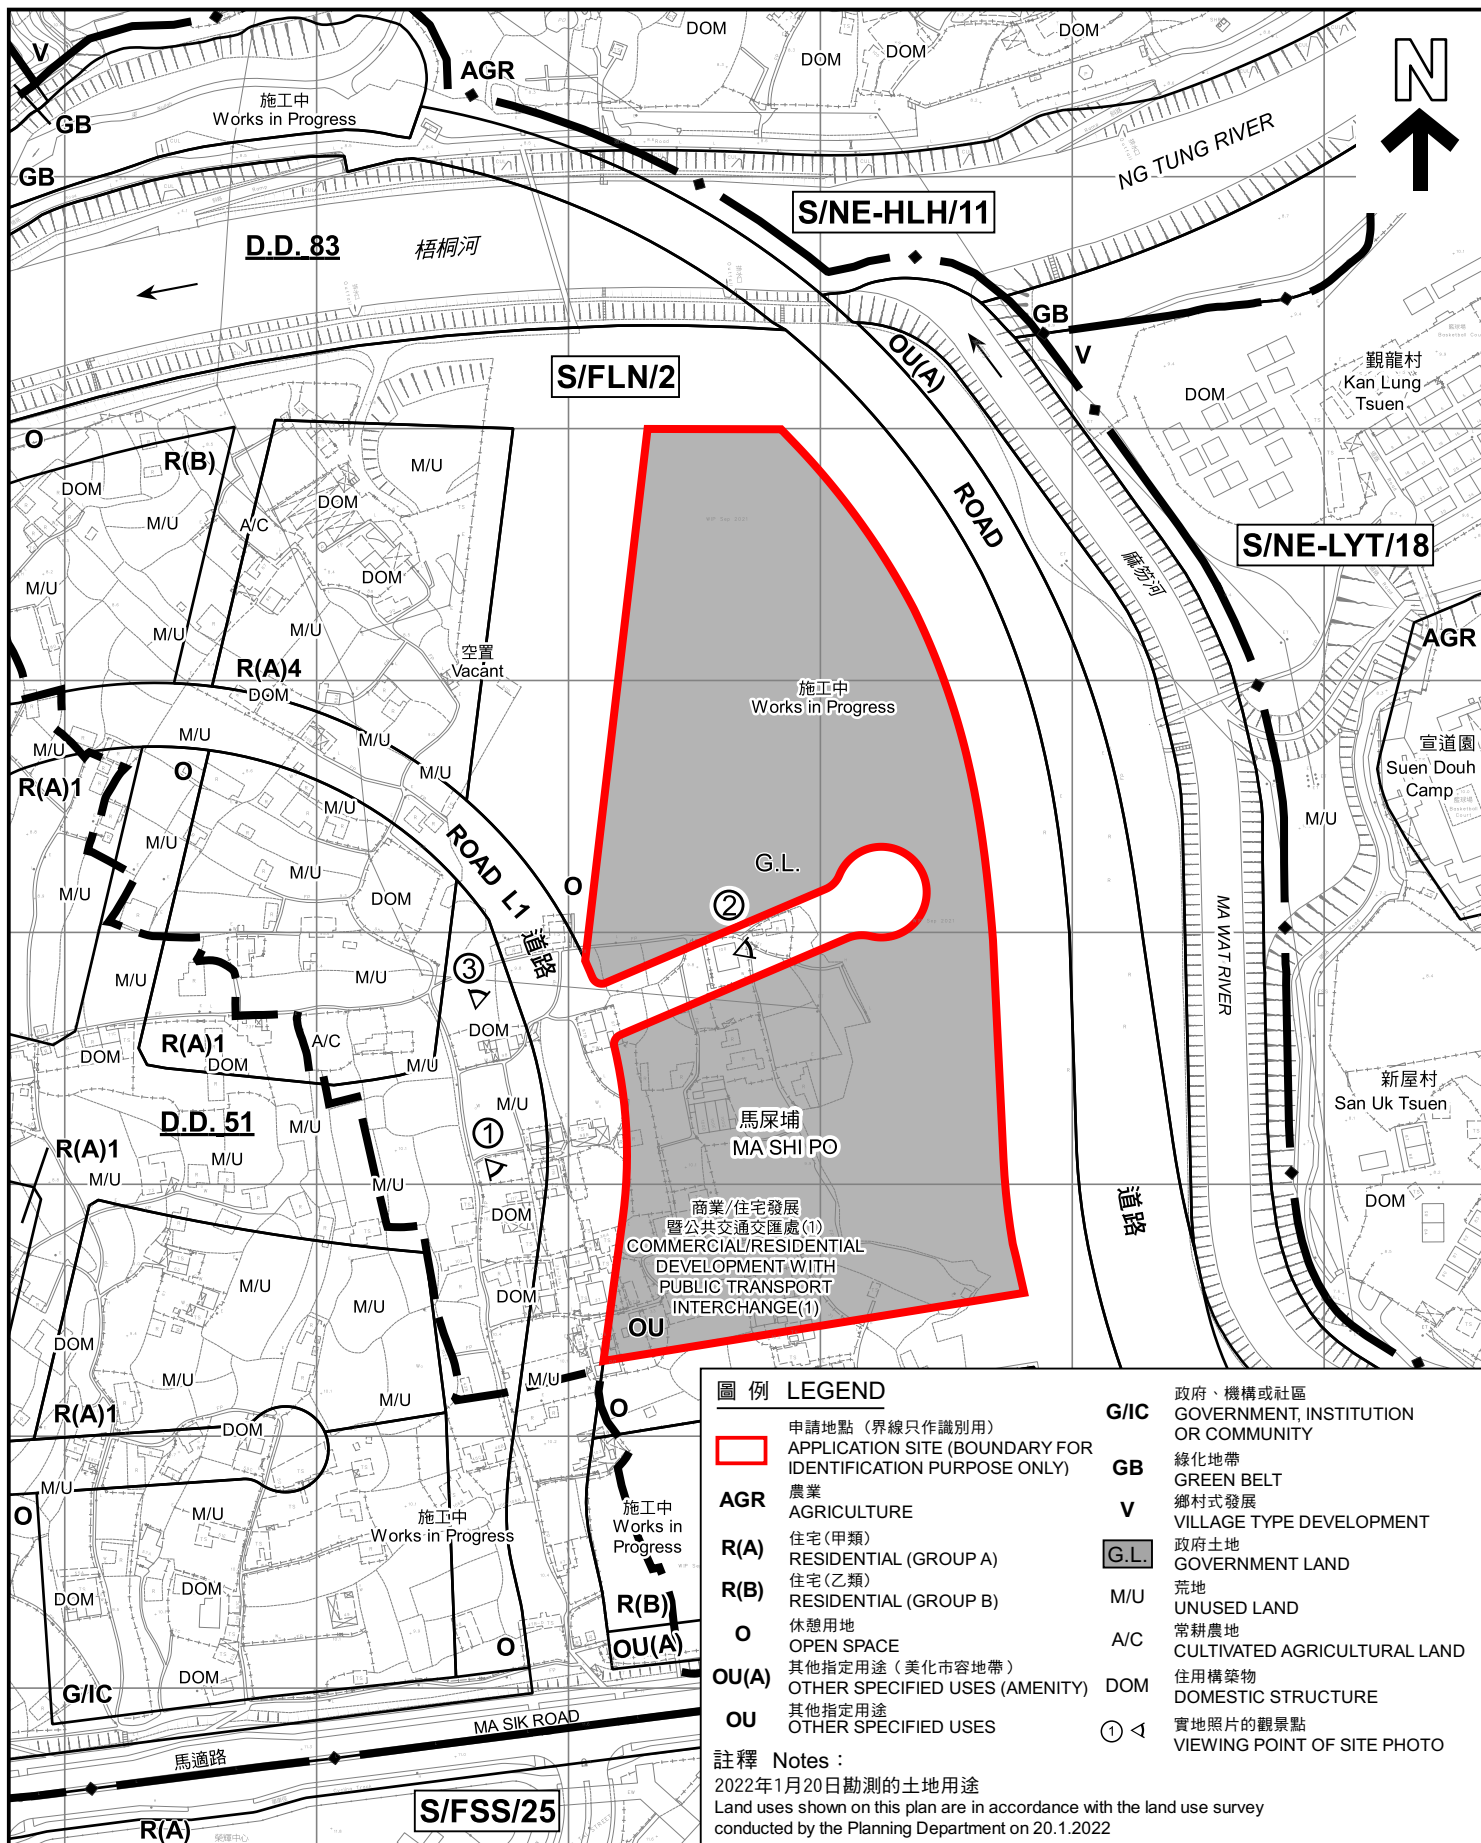 V
AGR
DOM
DOM
DOM
DOM
N
施工中
Works in Progress
GB
GB
NG TUNG RIVER
S/NE-HLH/11
D.D. 83
梧桐河
GB
V
OU(A)
S/FLN/2
觀龍村
Kan Lung
Tsuen
DOM
O
R(B)
M/U
DOM
DOM
M/U
A/C
ROAD
S/NE-LYT/18
麻笏河
DOM
M/U
M/U
M/U
AGR
空置
Vacant
R(A)4
DOM
施工中
Works in Progress
M/U
M/U
M/U
宣道園
Suen Douh
Camp
M/U
R(A)1
O
M/U
M/U
M/U
ROAD L1 道路
G.L.
M/U
M/U
DOM
O
②
MA WAT RIVER
③
M/U
M/U
DOM
A/C
R(A)1
DOM
DOM
M/U
新屋村
San Uk Tsuen
D.D. 51
M/U
M/U
①
馬屎埔
MA SHI PO
R(A)1
M/U
M/U
M/U
DOM
道路
DOM
商業/住宅發展
暨公共交通交匯處(1)
COMMERCIAL/RESIDENTIAL
DEVELOPMENT WITH
PUBLIC TRANSPORT
INTERCHANGE(1)
OU
M/U
M/U
DOM
DOM
M/U
M/U
M/U
R(A)1
DOM
O
M/U
O
M/U
施工中
Works in Progress
施工中
Works in
Progress
DOM
DOM
R(B)
OU(A)
O
DOM
G/IC
MA SIK ROAD
馬適路
S/FSS/25
R(A)
榮輝中心
圖 例 LEGEND
申請地點 (界線只作識別用)
APPLICATION SITE (BOUNDARY FOR
IDENTIFICATION PURPOSE ONLY)
AGR 農業
AGRICULTURE
R(A) 住宅(甲類)
RESIDENTIAL (GROUP A)
R(B) 住宅(乙類)
RESIDENTIAL (GROUP B)
O 休憩用地
OPEN SPACE
OU(A) 其他指定用途 (美化市容地帶)
OTHER SPECIFIED USES (AMENITY)
OU 其他指定用途
OTHER SPECIFIED USES
G/IC 政府、機構或社區
GOVERNMENT, INSTITUTION
OR COMMUNITY
GB 綠化地帶
GREEN BELT
V 鄉村式發展
VILLAGE TYPE DEVELOPMENT
G.L. 政府土地
GOVERNMENT LAND
M/U 荒地
UNUSED LAND
A/C 常耕農地
CULTIVATED AGRICULTURAL LAND
DOM 住用構築物
DOMESTIC STRUCTURE
① 實地照片的觀景點
VIEWING POINT OF SITE PHOTO
註釋 Notes：
2022年1月20日勘測的土地用途
Land uses shown on this plan are in accordance with the land use survey
conducted by the Planning Department on 20.1.2022